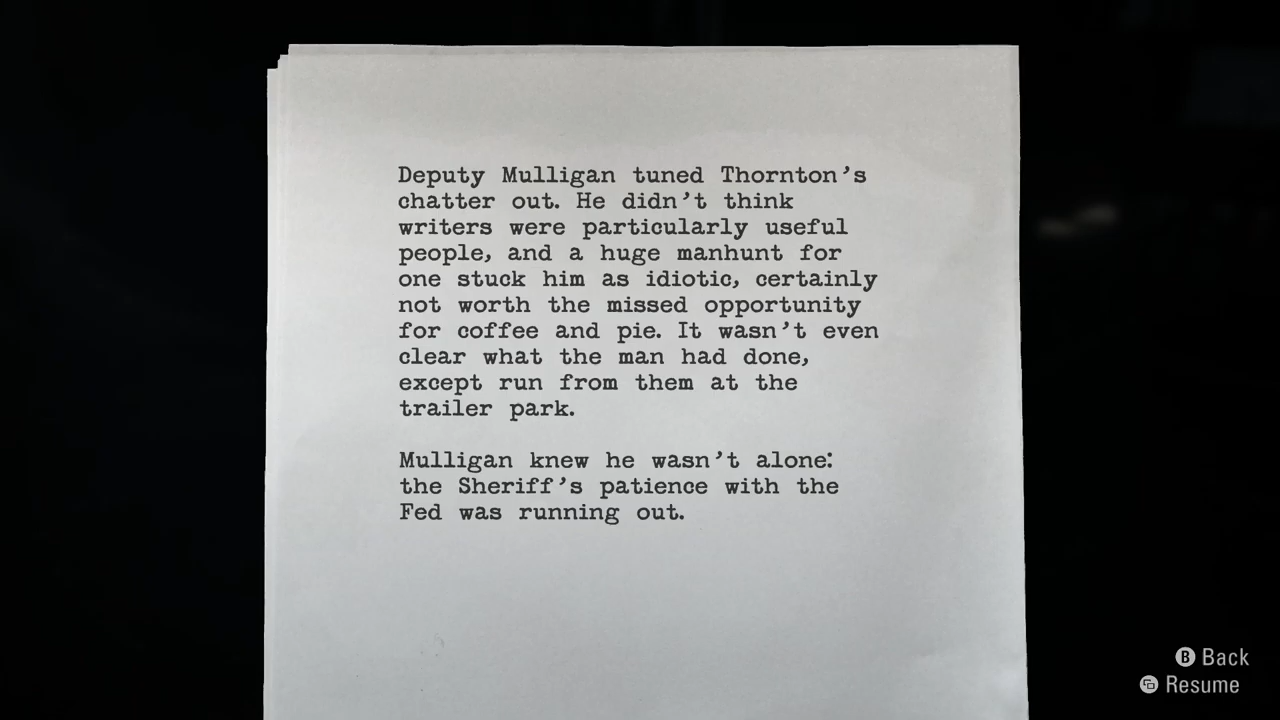 Deputy Mulligan tuned Thornton's
chatter out. He didn't think
writers were particularly useful
people, and a huge manhunt for
one stuck him as idiotic, certainly
not worth the missed opportunity
for coffee and pie. It wasn't even
clear what the man had done,
except run from them at the
trailer park.
Mulligan knew he wasn't alone:
the Sheriff's patience with the
Fed was running out.
B Back
Resume